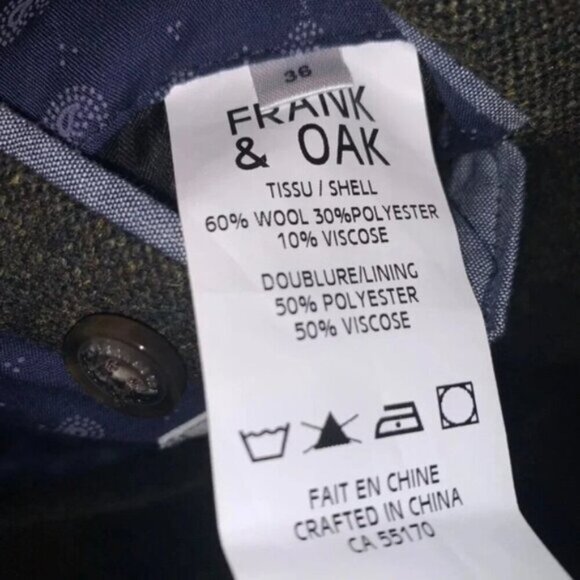 36
FRANK
& OAK
TISSU / SHELL
60% WOOL 30%POLYESTER
10% VISCOSE
DOUBLURE/LINING
50% POLYESTER
50% VISCOSE
FAIT EN CHINE
CRAFTED IN CHINA
CA 55170